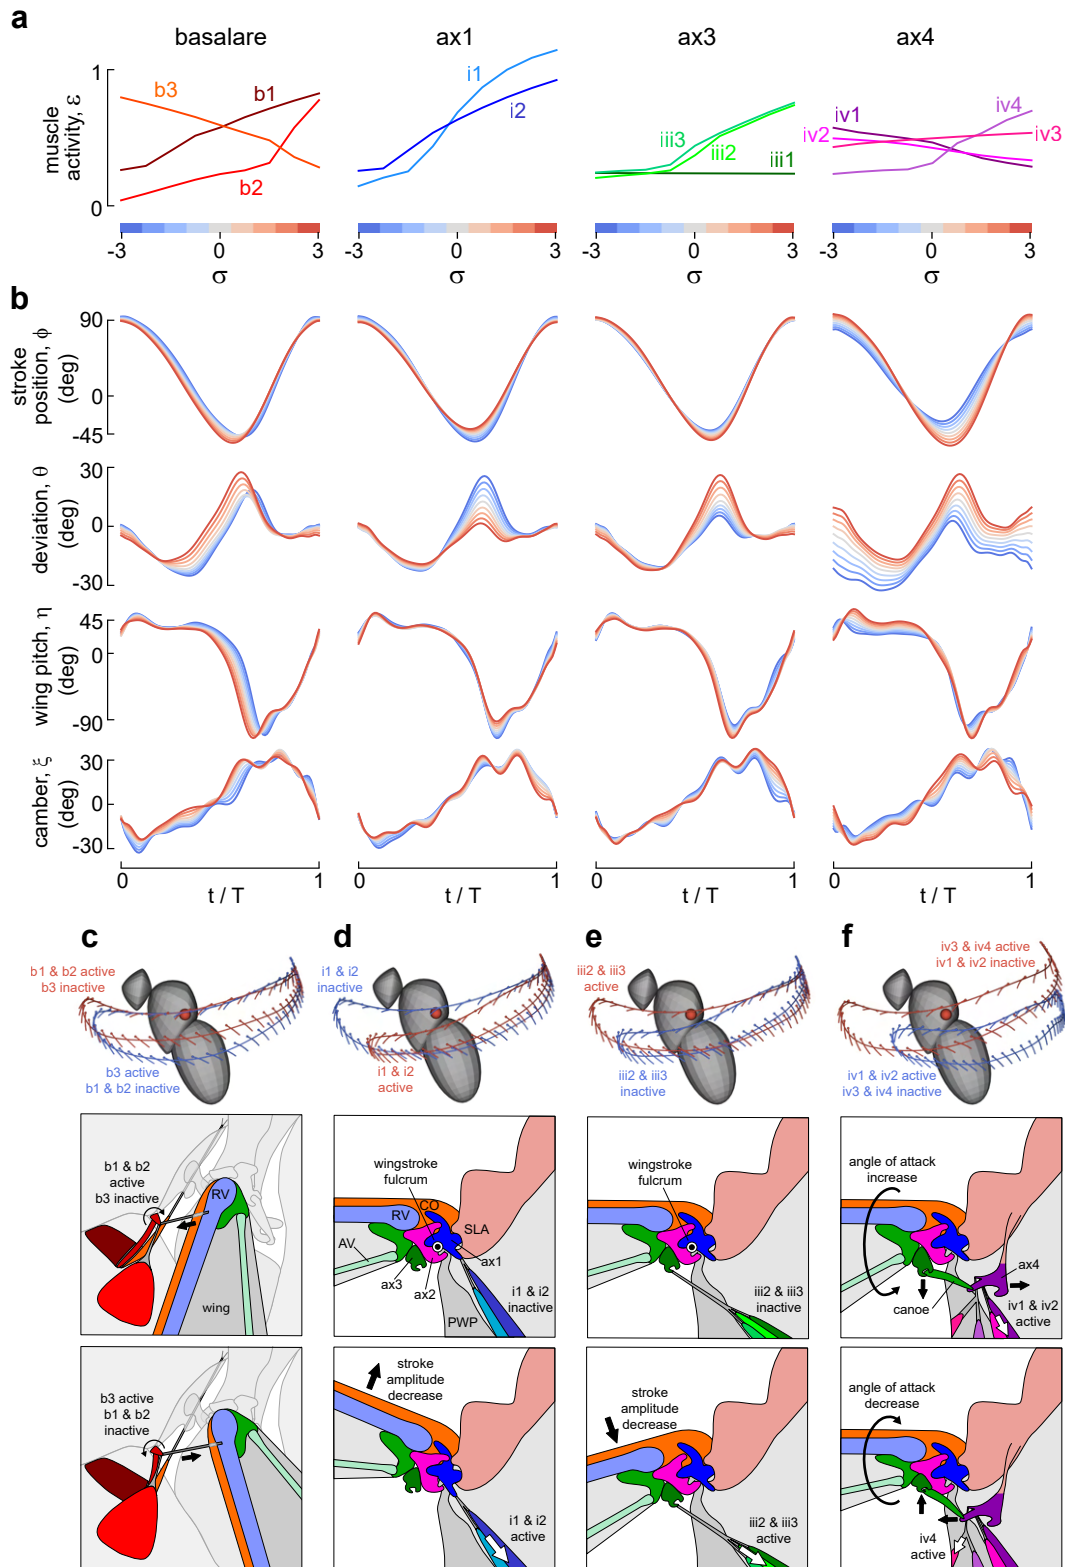 a
basalare
ax1
ax3
ax4
muscle
activity, ε
1
0
b3
b1
b2
i1
i2
iii3
iii2
iii1
iv1
iv2
iv4
iv3
-3 0 3
σ
-3 0 3
σ
-3 0 3
σ
-3 0 3
σ
b
stroke
position, ϕ
(deg)
90
0
-45
deviation, θ
(deg)
30
0
-30
wing pitch, η
(deg)
45
0
-90
camber, ξ
(deg)
30
0
-30
0 1
t / T
0 1
t / T
0 1
t / T
0 1
t / T
c
b1 & b2 active
b3 inactive
b3 active
b1 & b2 inactive
b1 & b2
active
b3 inactive
RV
wing
b3 active
b1 & b2
inactive
d
i1 & i2
inactive
i1 & i2
active
wingstroke
fulcrum
CO
RV
SLA
AV
ax1
ax3
ax2
i1 & i2
inactive
PWP
stroke
amplitude
decrease
i1 & i2
active
e
iii2 & iii3
active
iii2 & iii3
inactive
wingstroke
fulcrum
iii2 & iii3
inactive
stroke
amplitude
decrease
iii2 & iii3
active
f
iv3 & iv4 active
iv1 & iv2 inactive
iv1 & iv2 active
iv3 & iv4 inactive
angle of attack
increase
ax4
canoe
iv1 & iv2
active
angle of attack
decrease
iv4
active